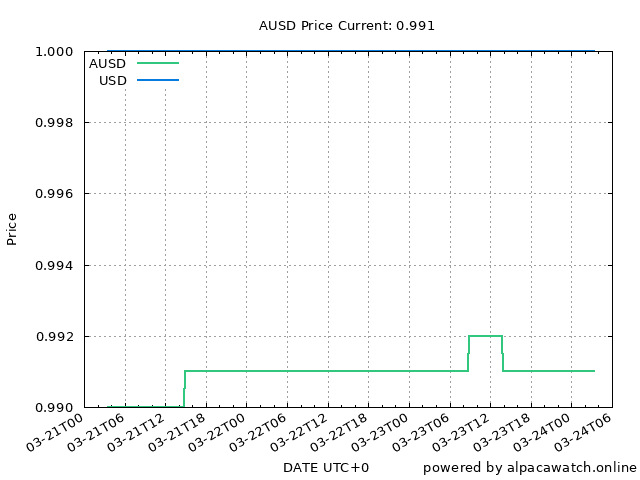 AUSD Price Current: 0.991
1.000
AUSD
USD
0.998
0.996
Price
0.994
0.992
0.990
03-21T00
03-21T06
03-21T12
03-21T18
03-22T00
03-22T06
03-22T12
03-22T18
03-23T00
03-23T06
03-23T12
03-23T18
03-24T00
03-24T06
DATE UTC+0
powered by alpacawatch.online